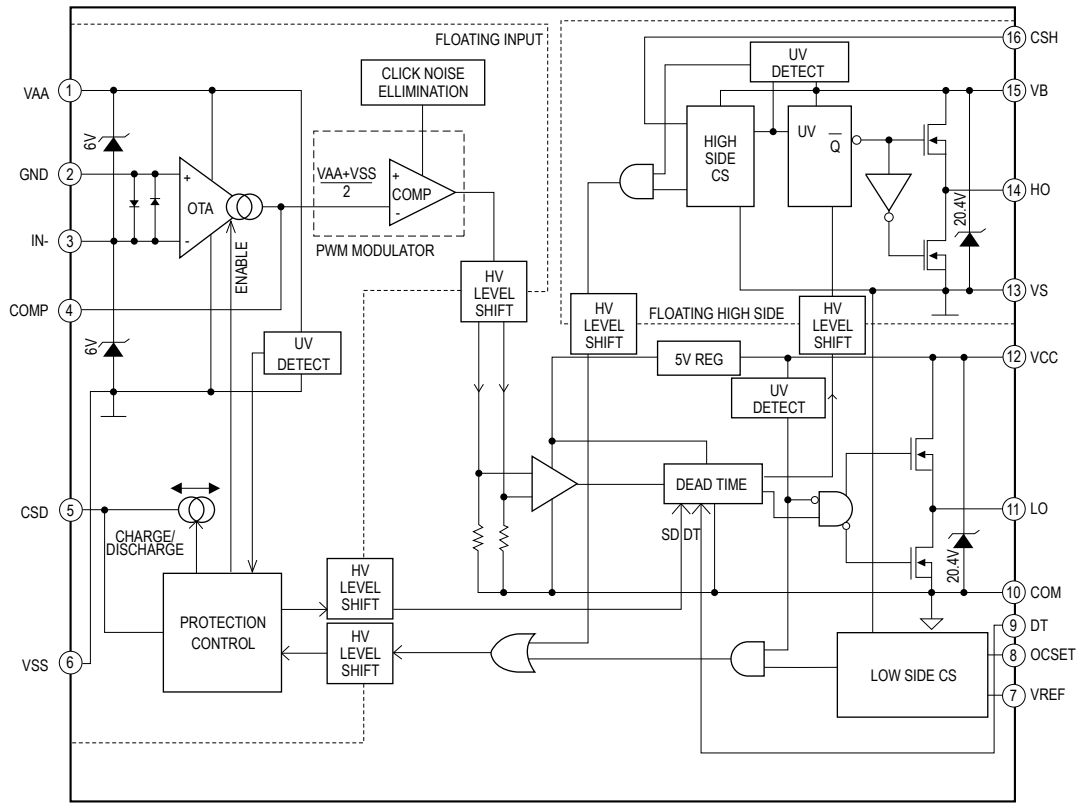 FLOATING INPUT
16 CSH
UV
DETECT
CLICK NOISE
ELLIMINATION
VAA 1
15 VB
6V
HIGH
SIDE
CS
UV Q
GND 2
+
OTA
-
VAA+VSS
2
+
COMP
-
14 HO
IN- 3
ENABLE
PWM MODULATOR
20.4V
HV
LEVEL
SHIFT
13 VS
COMP 4
HV
LEVEL
SHIFT
FLOATING HIGH SIDE
HV
LEVEL
SHIFT
6V
UV
DETECT
5V REG
12 VCC
UV
DETECT
DEAD TIME
CSD 5
CHARGE/
DISCHARGE
SD DT
11 LO
20.4V
HV
LEVEL
SHIFT
10 COM
PROTECTION
CONTROL
9 DT
HV
LEVEL
SHIFT
VSS 6
8 OCSET
LOW SIDE CS
7 VREF